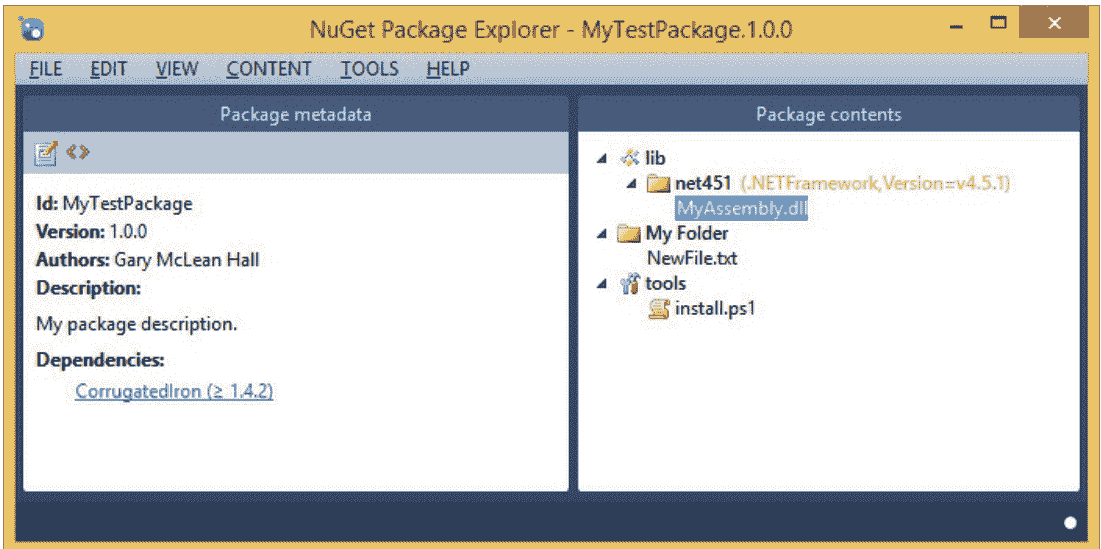 NuGet Package Explorer - MyTestPackage.1.0.0
FILE EDIT VIEW CONTENT TOOLS HELP
Package metadata
Id: MyTestPackage
Version: 1.0.0
Authors: Gary McLean Hall
Description:
My package description.
Dependencies:
CorrugatedIron (≥ 1.4.2)
Package contents
lib
net451 (.NETFramework,Version=v4.5.1)
MyAssembly.dll
My Folder
NewFile.txt
tools
install.ps1